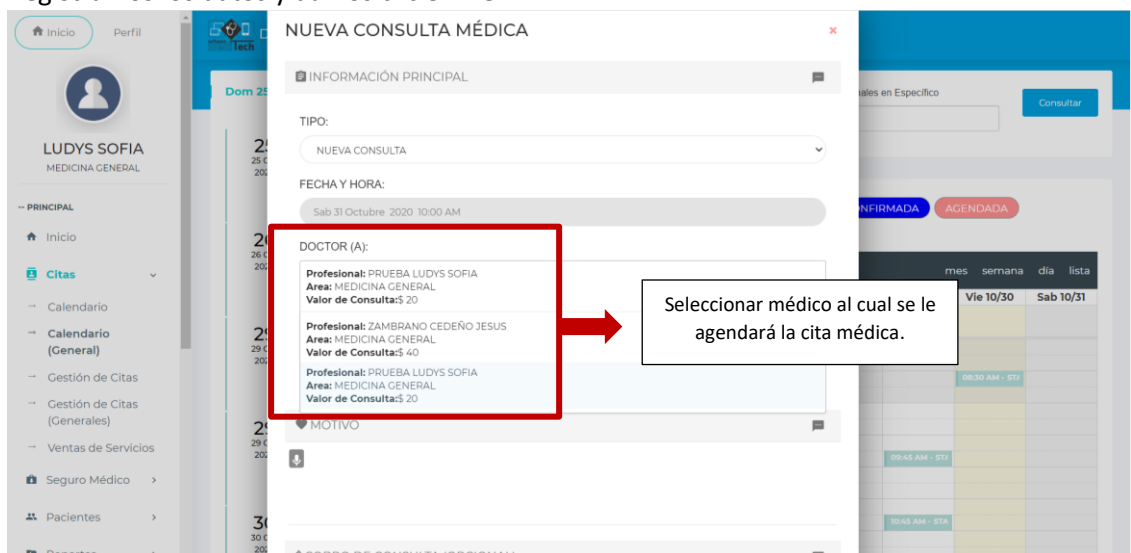 Inicio
Perfil
Tech
LUDYS SOFIA
MEDICINA GENERAL
-- PRINCIPAL
Inicio
Citas
Calendario
Calendario
(General)
Gestión de Citas
Gestión de Citas
(Generales)
Ventas de Servicios
Seguro Médico
Pacientes
Dom 25
NUEVA CONSULTA MÉDICA
×
INFORMACIÓN PRINCIPAL
TIPO:
NUEVA CONSULTA
FECHA Y HORA:
Sab 31 Octubre 2020 10:00 AM
DOCTOR (A):
Profesional: PRUEBA LUDYS SOFIA
Area: MEDICINA GENERAL
Valor de Consulta:$ 20
Profesional: ZAMBRANO CEDEÑO JESUS
Area: MEDICINA GENERAL
Valor de Consulta:$ 40
Profesional: PRUEBA LUDYS SOFIA
Area: MEDICINA GENERAL
Valor de Consulta:$ 20
MOTIVO
Seleccionar médico al cual se le
agendará la cita médica.
en Específico
Consultar
AGENDADA
mes semana día lista
Vie 10/30 Sab 10/31
08:30 AM - STA
09:45 AM - STA
10:45 AM - STA